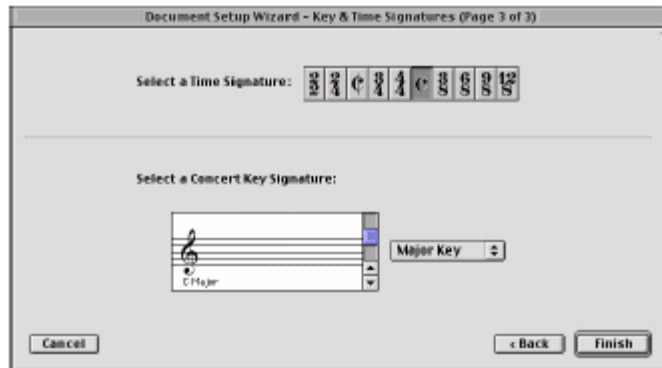 Document Setup Wizard – Key & Time Signatures (Page 3 of 3)
Select a Time Signature:
Select a Concert Key Signature:
Major Key
C Major
Cancel
‹ Back
Finish